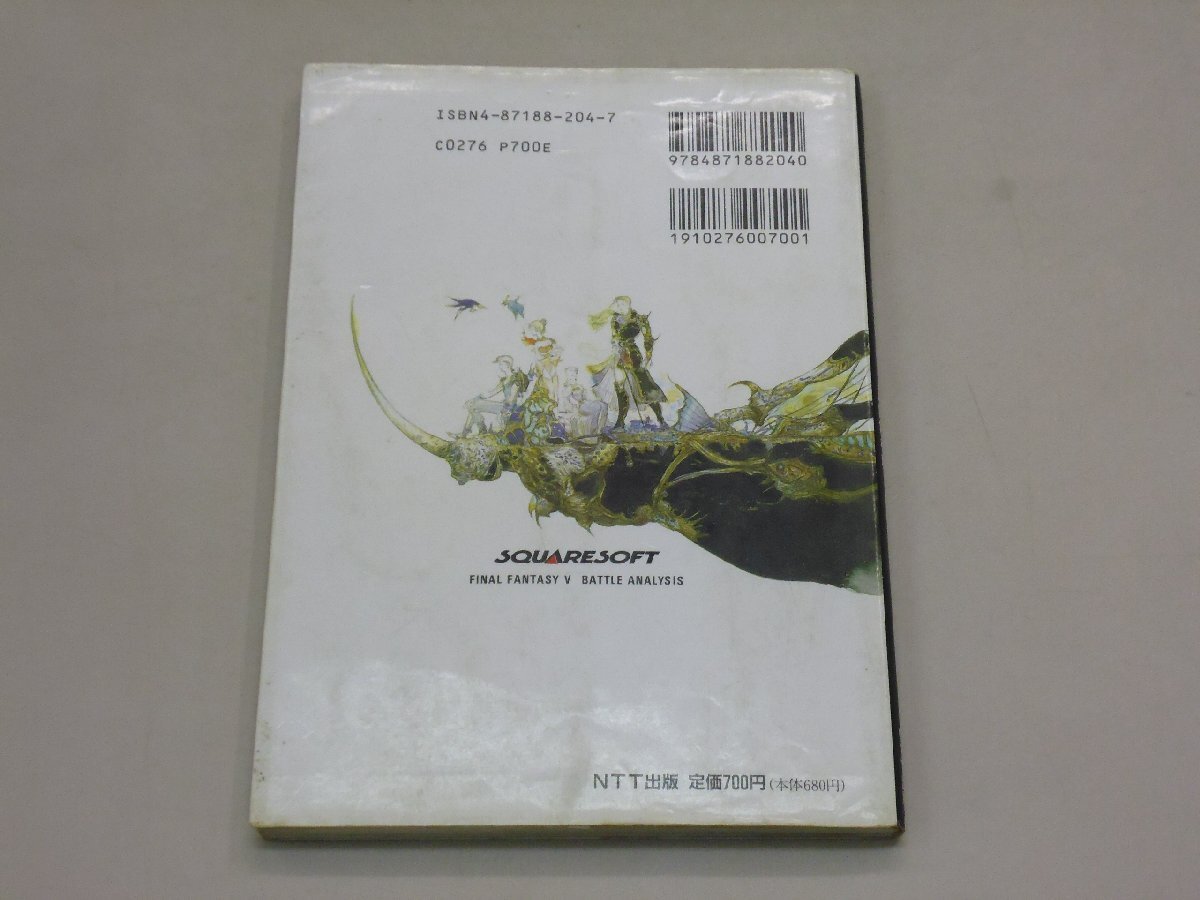 ISBN4-87188-204-7
C0276 P700E
9784871882040
1910276007001
SQUARESOFT
FINAL FANTASY V BATTLE ANALYSIS
NTT出版 定価700円(本体680円)